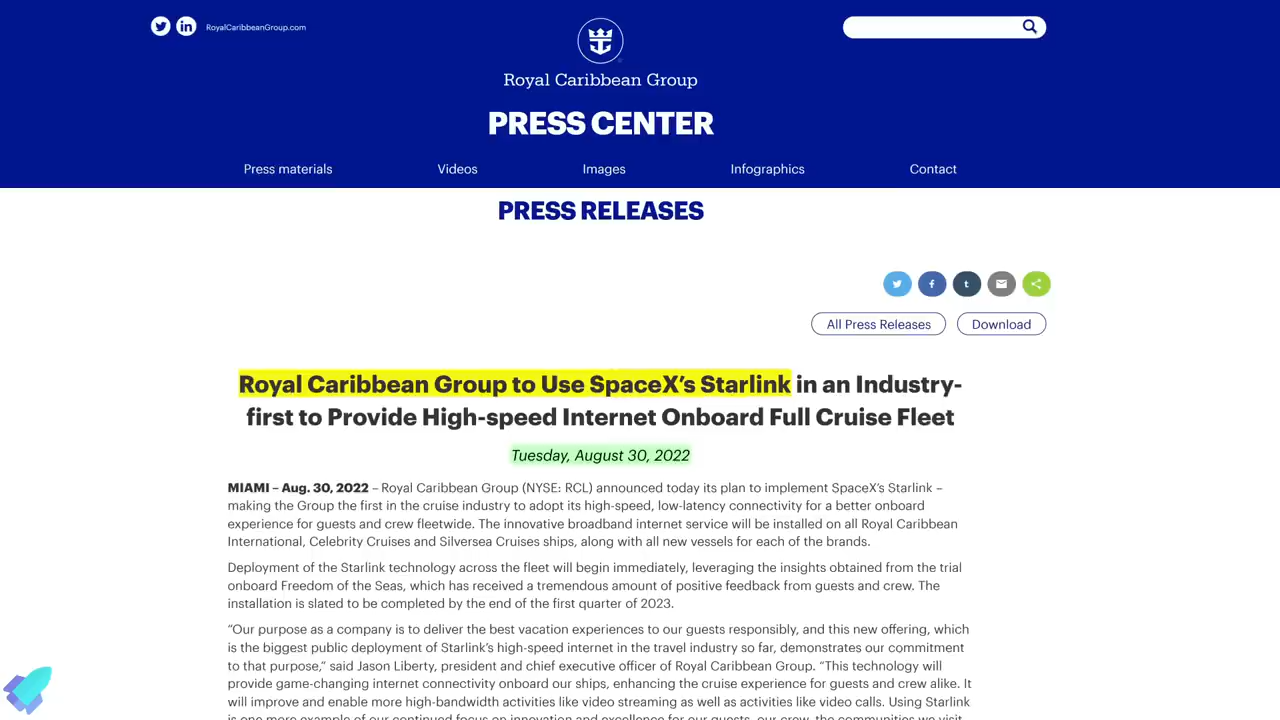 RoyalCaribbeanGroup.com
Royal Caribbean Group
PRESS CENTER
Press materials Videos Images Infographics Contact
PRESS RELEASES
All Press Releases Download
Royal Caribbean Group to Use SpaceX’s Starlink in an Industry-
first to Provide High-speed Internet Onboard Full Cruise Fleet
Tuesday, August 30, 2022
MIAMI – Aug. 30, 2022 – Royal Caribbean Group (NYSE: RCL) announced today its plan to implement SpaceX’s Starlink –
making the Group the first in the cruise industry to adopt its high-speed, low-latency connectivity for a better onboard
experience for guests and crew fleetwide. The innovative broadband internet service will be installed on all Royal Caribbean
International, Celebrity Cruises and Silversea Cruises ships, along with all new vessels for each of the brands.
Deployment of the Starlink technology across the fleet will begin immediately, leveraging the insights obtained from the trial
onboard Freedom of the Seas, which has received a tremendous amount of positive feedback from guests and crew. The
installation is slated to be completed by the end of the first quarter of 2023.
“Our purpose as a company is to deliver the best vacation experiences to our guests responsibly, and this new offering, which
is the biggest public deployment of Starlink’s high-speed internet in the travel industry so far, demonstrates our commitment
to that purpose,” said Jason Liberty, president and chief executive officer of Royal Caribbean Group. “This technology will
provide game-changing internet connectivity onboard our ships, enhancing the cruise experience for guests and crew alike. It
will improve and enable more high-bandwidth activities like video streaming as well as activities like video calls. Using Starlink
is one more example of our continued focus on innovation and excellence for our guests, our crew, the communities we visit